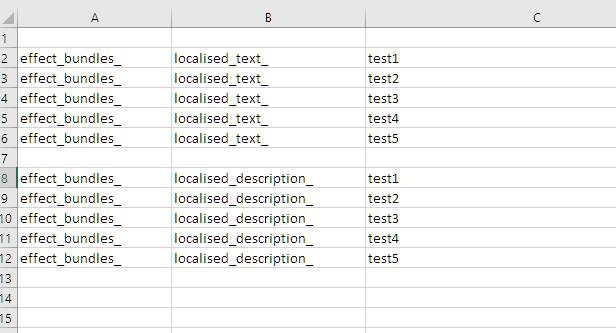 A B C
1
2 effect_bundles_ localised_text_ test1
3 effect_bundles_ localised_text_ test2
4 effect_bundles_ localised_text_ test3
5 effect_bundles_ localised_text_ test4
6 effect_bundles_ localised_text_ test5
7
8 effect_bundles_ localised_description_ test1
9 effect_bundles_ localised_description_ test2
10 effect_bundles_ localised_description_ test3
11 effect_bundles_ localised_description_ test4
12 effect_bundles_ localised_description_ test5
13
14
15